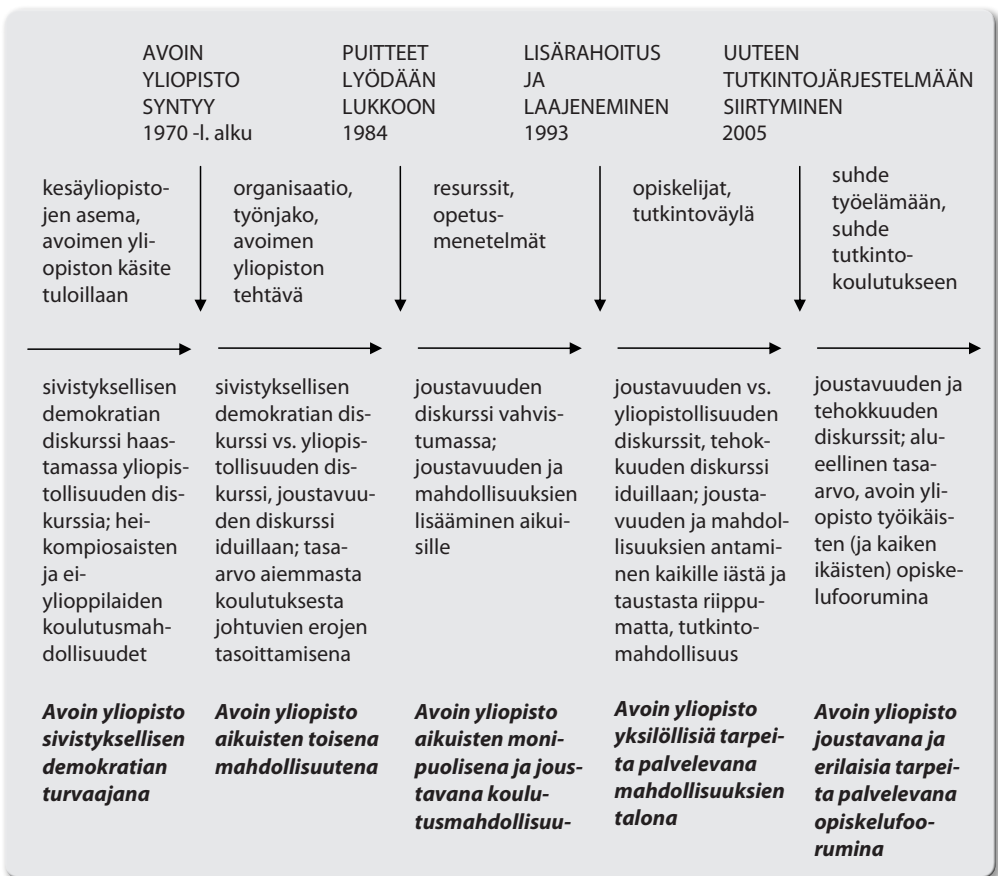 AVOIN
YLIOPISTO
SYNTYY
1970 -l. alku
PUITTEET
LYÖDÄÄN
LUKKOON
1984
LISÄRAHOITUS
JA
LAAJENEMINEN
1993
UUTEEN
TUTKINTOJÄRJESTELMÄÄN
SIIRTYMINEN
2005
kesäyliopisto-
jen asema,
avoimen yli-
opiston käsite
tuloillaan
organisaatio,
työnjako,
avoimen
yliopiston
tehtävä
resurssit,
opetus-
menetelmät
opiskelijat,
tutkintoväylä
suhde
työelämään,
suhde
tutkinto-
koulutukseen
sivistyksellisen
demokratian
diskurssi haas-
tamassa yliopis-
tollisuuden dis-
kurssia; hei-
kompiosaisten
ja ei-
ylioppilaiden
koulutusmah-
dollisuudet
sivistyksellisen
demokratian dis-
kurssi vs. yliopis-
tollisuuden dis-
kurssi, joustavuu-
den diskurssi
iduillaan; tasa-
arvo aiemmasta
koulutuksesta
johtuvien erojen
tasoittamisena
joustavuuden
diskurssi vahvis-
tumassa;
joustavuuden ja
mahdollisuuksien
lisääminen aikui-
sille
joustavuuden vs.
yliopistollisuuden
diskurssit, tehok-
kuuden diskurssi
iduillaan; jousta-
vuuden ja mahdol-
lisuuksien antami-
nen kaikille iästä ja
taustasta riippu-
matta, tutkinto-
mahdollisuus
joustavuuden ja
tehokkuuden
diskurssit; alu-
eellinen tasa-
arvo, avoin yli-
opisto työikäis-
ten (ja kaiken
ikäisten) opiske-
lufoorumina
Avoin yliopisto
sivistyksellisen
demokratian
turvaajana
Avoin yliopisto
aikuisten toisena
mahdollisuutena
Avoin yliopisto
aikuisten moni-
puolisena ja jous-
tavana koulu-
tusmahdollisuu-
Avoin yliopisto
yksilöllisiä tarpei-
ta palvelevana
mahdollisuuksien
talona
Avoin yliopisto
joustavana ja
erilaisia tarpei-
ta palvelevana
opiskelufoo-
rumina